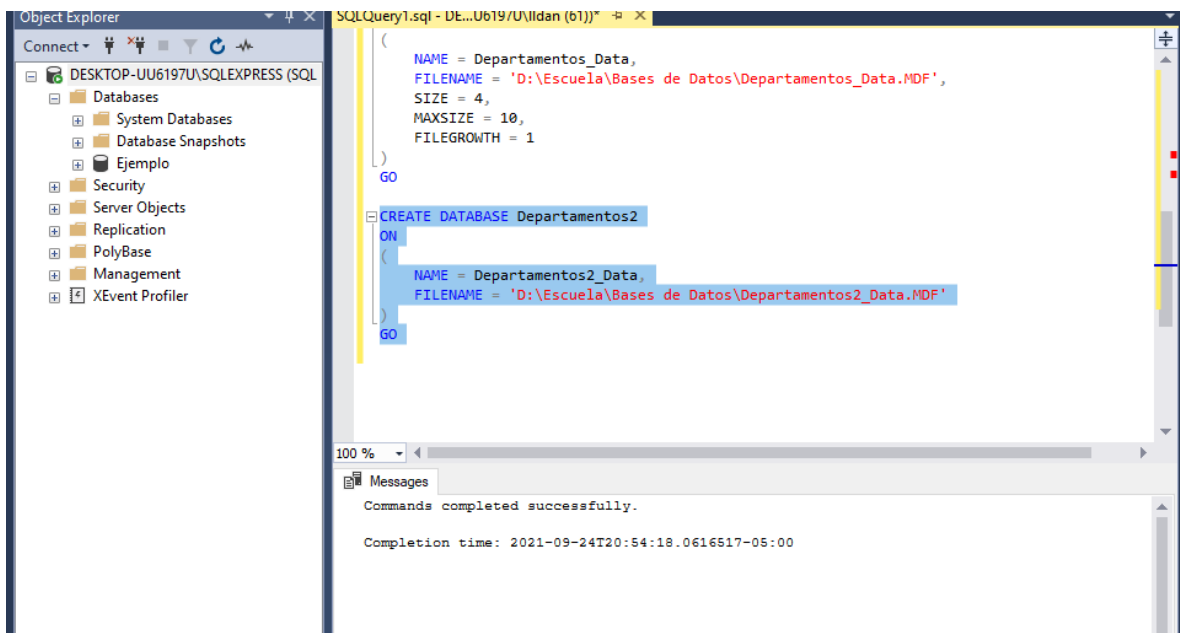 Object Explorer
Connect
DESKTOP-UU6197U\SQLEXPRESS (SQL
Databases
System Databases
Database Snapshots
Ejemplo
Security
Server Objects
Replication
PolyBase
Management
XEvent Profiler
SQLQuery1.sql - DE...U6197U\Ildan (61))*
(
NAME = Departamentos_Data,
FILENAME = 'D:\Escuela\Bases de Datos\Departamentos_Data.MDF',
SIZE = 4,
MAXSIZE = 10,
FILEGROWTH = 1
)
GO
CREATE DATABASE Departamentos2
ON
(
NAME = Departamentos2_Data,
FILENAME = 'D:\Escuela\Bases de Datos\Departamentos2_Data.MDF'
)
GO
100 %
Messages
Commands completed successfully.
Completion time: 2021-09-24T20:54:18.0616517-05:00